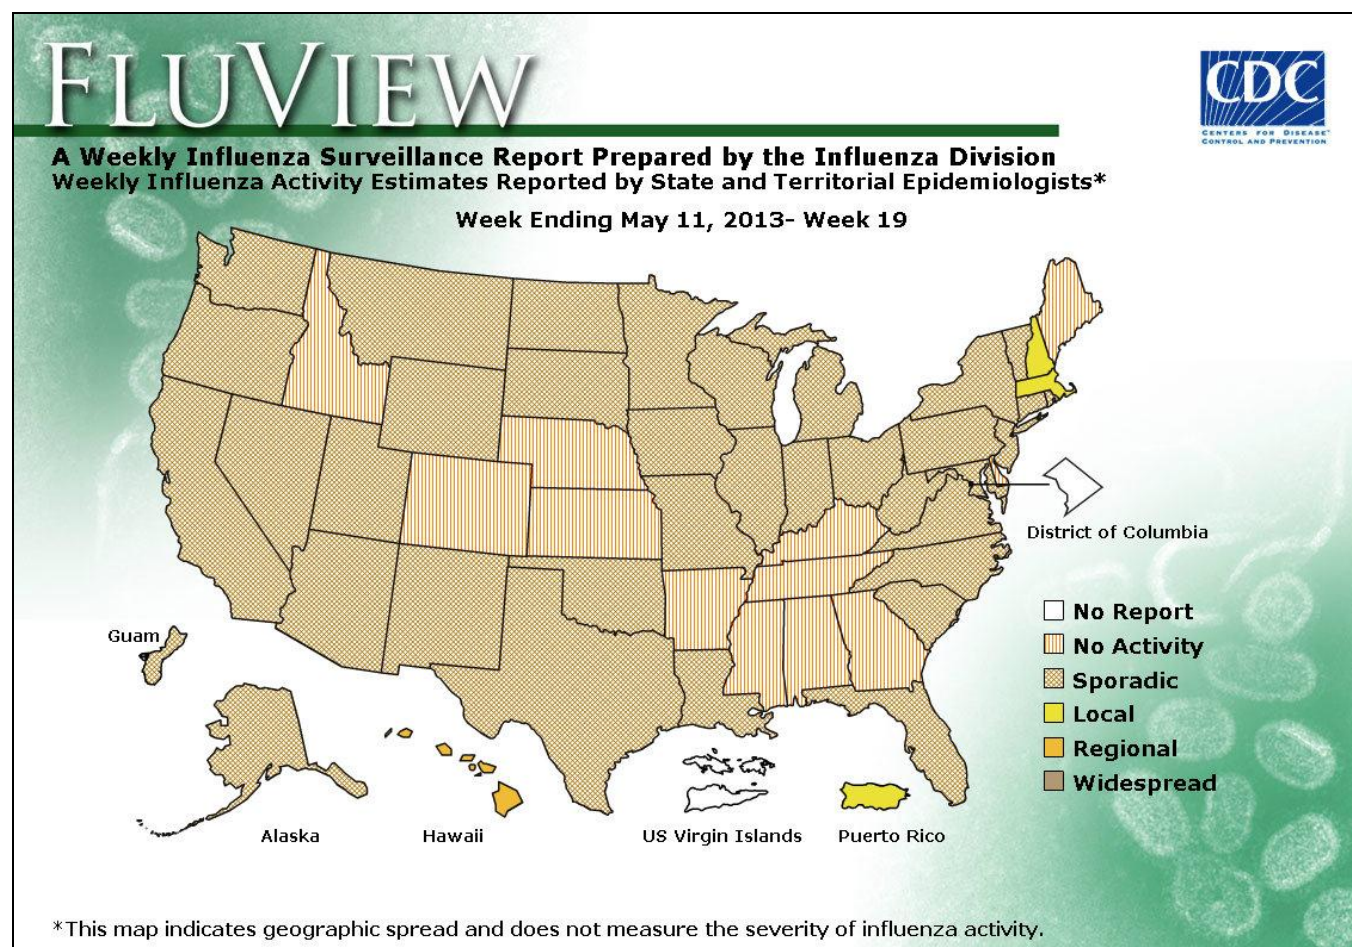 FLUVIEW
CDC
CENTERS FOR DISEASE™
CONTROL AND PREVENTION
A Weekly Influenza Surveillance Report Prepared by the Influenza Division
Weekly Influenza Activity Estimates Reported by State and Territorial Epidemiologists*
Week Ending May 11, 2013- Week 19
District of Columbia
No Report
No Activity
Sporadic
Local
Regional
Widespread
Guam
Alaska
Hawaii
US Virgin Islands
Puerto Rico
*This map indicates geographic spread and does not measure the severity of influenza activity.